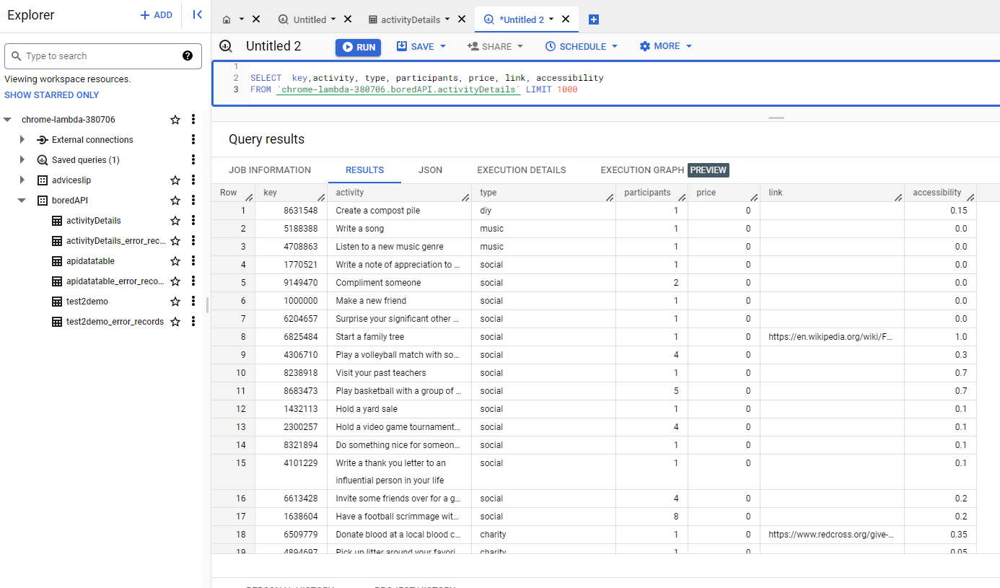 Explorer
+ ADD
Type to search
Viewing workspace resources.
SHOW STARRED ONLY
chrome-lambda-380706
External connections
Saved queries (1)
adviceslip
boredAPI
activityDetails
activityDetails_error_rec...
apidatatable
apidatatable_error_reco...
test2demo
test2demo_error_records
Untitled activityDetails *Untitled 2
Untitled 2 RUN SAVE SHARE SCHEDULE MORE
1
2 SELECT key,activity, type, participants, price, link, accessibility
3 FROM `chrome-lambda-380706.boredAPI.activityDetails` LIMIT 1000
Query results
JOB INFORMATION RESULTS JSON EXECUTION DETAILS EXECUTION GRAPH PREVIEW
Row key activity type participants price link accessibility
1 8631548 Create a compost pile diy 1 0 0.15
2 5188388 Write a song music 1 0 0.0
3 4708863 Listen to a new music genre music 1 0 0.0
4 1770521 Write a note of appreciation to ... social 1 0 0.0
5 9149470 Compliment someone social 2 0 0.0
6 1000000 Make a new friend social 1 0 0.0
7 6204657 Surprise your significant other ... social 1 0 0.0
8 6825484 Start a family tree social 1 0 https://en.wikipedia.org/wiki/F... 1.0
9 4306710 Play a volleyball match with so... social 4 0 0.3
10 8238918 Visit your past teachers social 1 0 0.7
11 8683473 Play basketball with a group of ... social 5 0 0.7
12 1432113 Hold a yard sale social 1 0 0.1
13 2300257 Hold a video game tournament... social 4 0 0.1
14 8321894 Do something nice for someon... social 1 0 0.1
15 4101229 Write a thank you letter to an social 1 0 0.1
influential person in your life
16 6613428 Invite some friends over for a g... social 4 0 0.2
17 1638604 Have a football scrimmage wit... social 8 0 0.2
18 6509779 Donate blood at a local blood c... charity 1 0 https://www.redcross.org/give-... 0.35
19 4894697 Pick up litter around your favori... charity 1 0 0.05
PERSONAL HISTORY PROJECT HISTORY